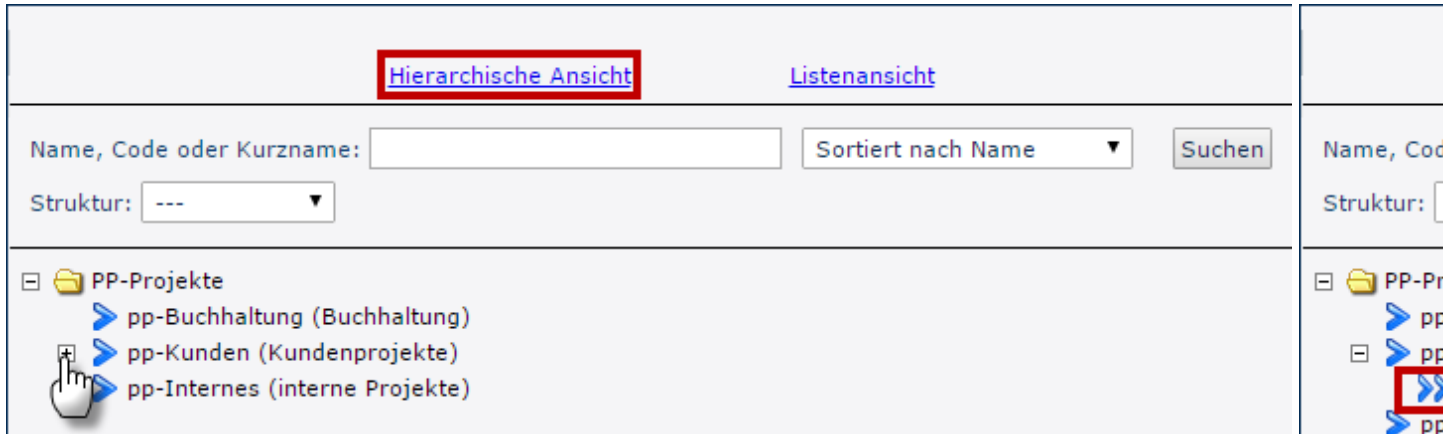 Hierarchische Ansicht Listenansicht
Name, Code oder Kurzname: Sortiert nach Name Suchen
Struktur: ---
PP-Projekte
pp-Buchhaltung (Buchhaltung)
pp-Kunden (Kundenprojekte)
pp-Internes (interne Projekte)
Name, Cod
Struktur:
PP-Pr
pp
pp
pp